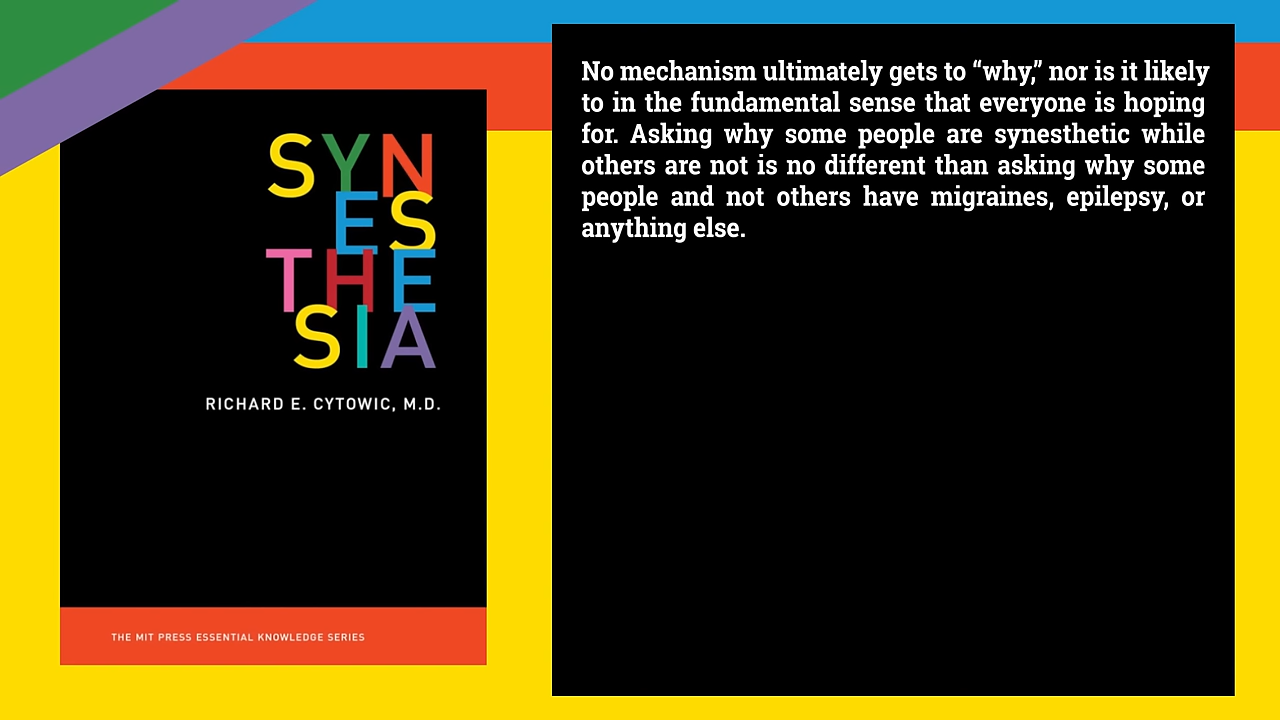 SYN
ES
THE
SIA
RICHARD E. CYTOWIC, M.D.
THE MIT PRESS ESSENTIAL KNOWLEDGE SERIES
No mechanism ultimately gets to “why,” nor is it likely
to in the fundamental sense that everyone is hoping
for. Asking why some people are synesthetic while
others are not is no different than asking why some
people and not others have migraines, epilepsy, or
anything else.